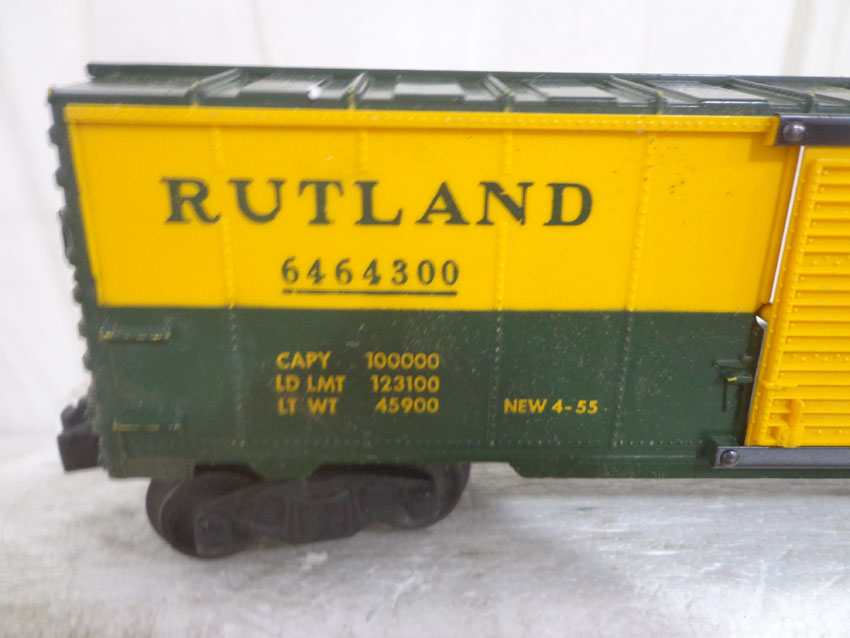 RUTLAND
6464300
CAPY 100000
LD LMT 123100
LT WT 45900
NEW 4-55